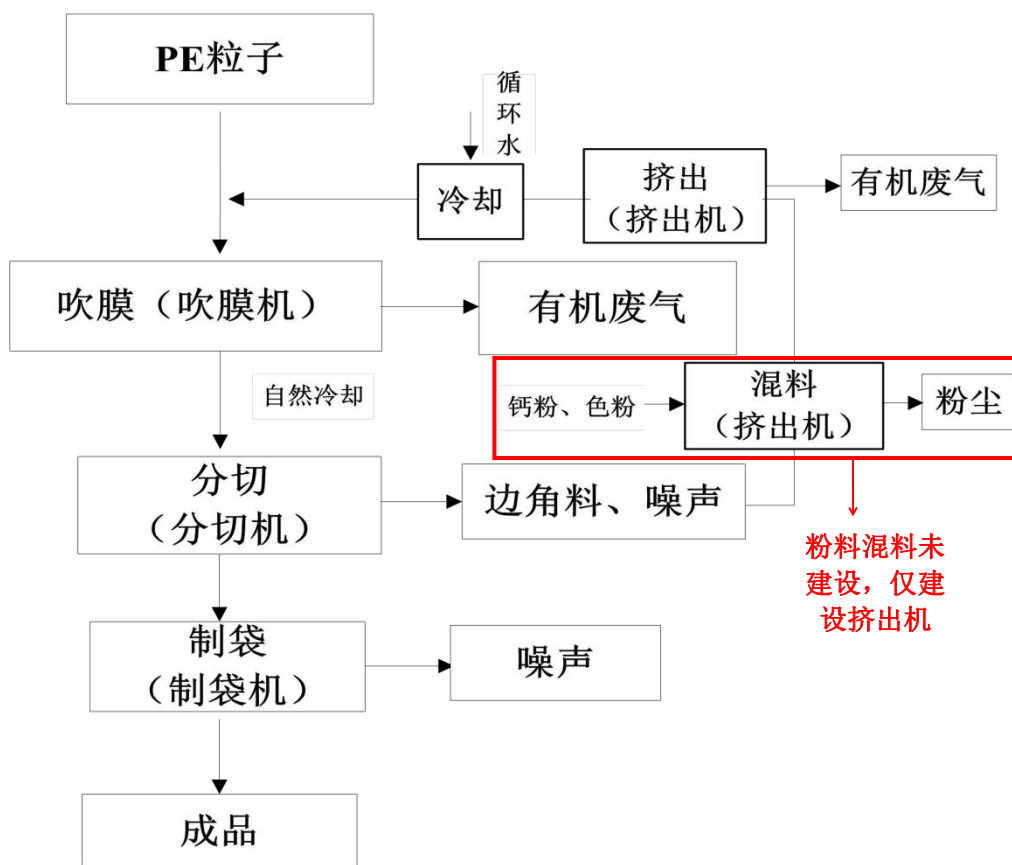 PE粒子
循
环
水
冷却
挤出
（挤出机）
有机废气
吹膜（吹膜机）
有机废气
自然冷却
钙粉、色粉
混料
（挤出机）
粉尘
分切
（分切机）
边角料、噪声
粉料混料未
建设，仅建
设挤出机
制袋
（制袋机）
噪声
成品